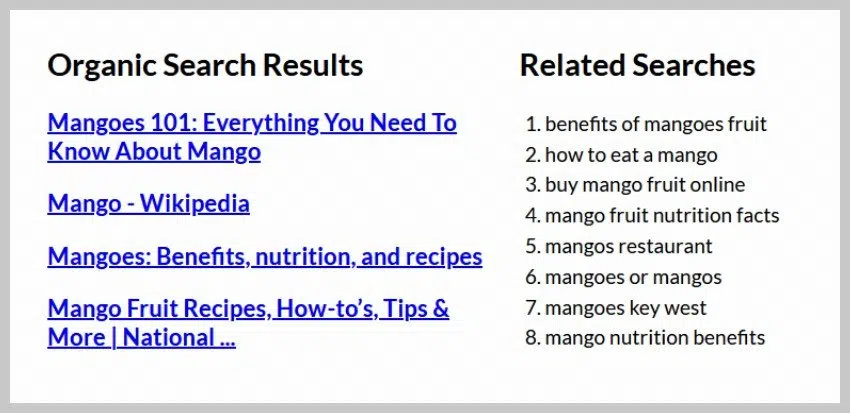 Organic Search Results
Mangoes 101: Everything You Need To
Know About Mango
Mango - Wikipedia
Mangoes: Benefits, nutrition, and recipes
Mango Fruit Recipes, How-to’s, Tips &
More | National ...
Related Searches
1. benefits of mangoes fruit
2. how to eat a mango
3. buy mango fruit online
4. mango fruit nutrition facts
5. mangos restaurant
6. mangoes or mangos
7. mangoes key west
8. mango nutrition benefits